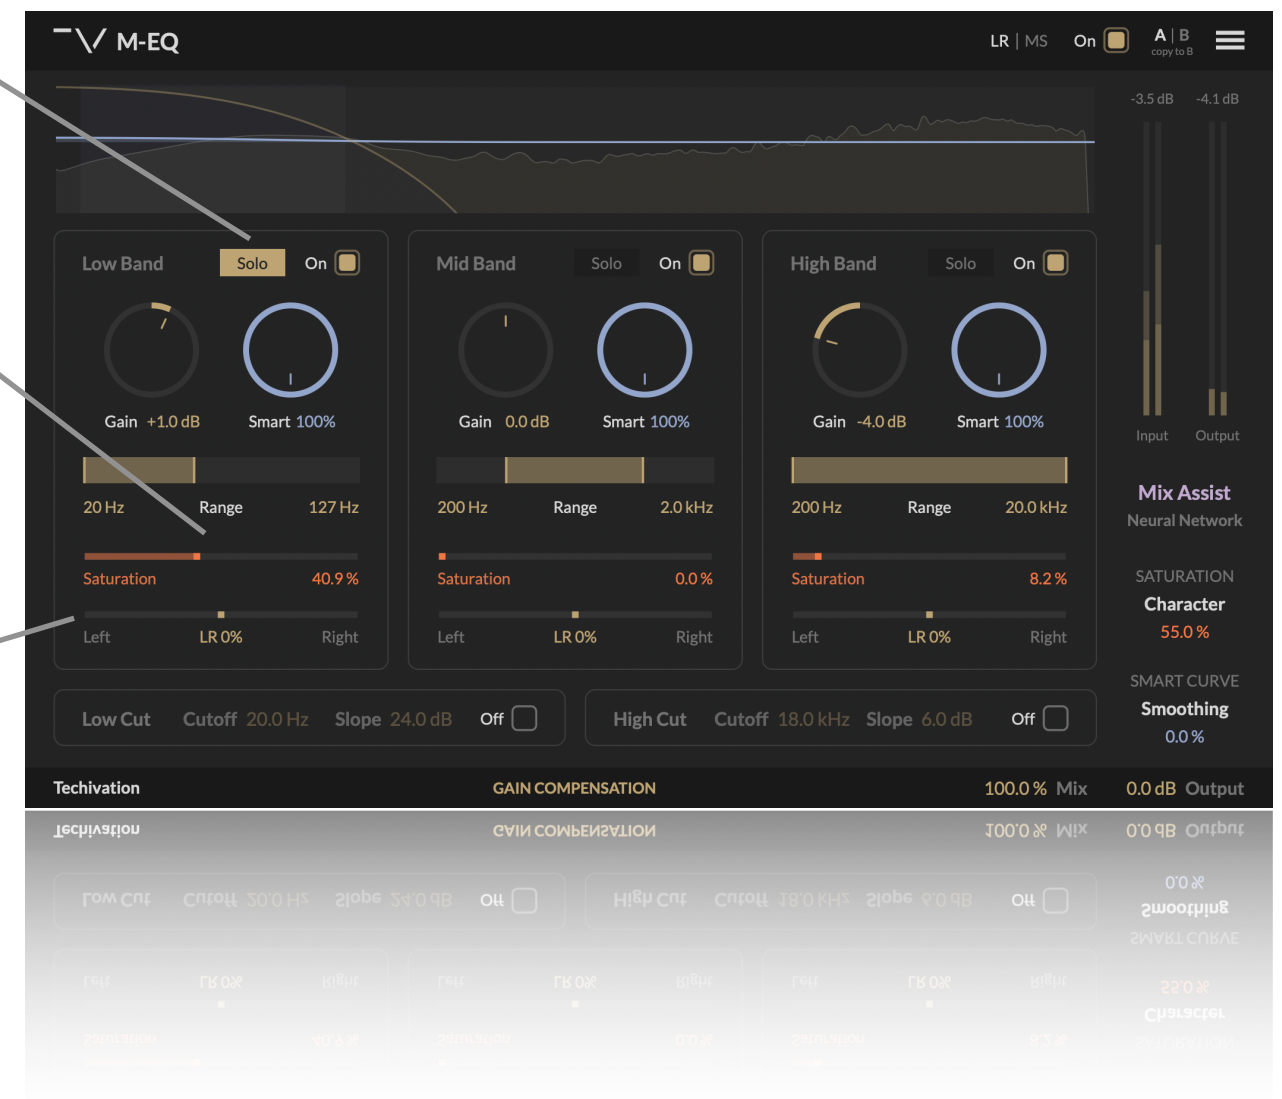 M-EQ
LR | MS On A | B
copy to B
-3.5 dB -4.1 dB
Low Band Solo On
Mid Band Solo On
High Band Solo On
Gain +1.0 dB Smart 100%
Gain 0.0 dB Smart 100%
Gain -4.0 dB Smart 100%
Input Output
20 Hz Range 127 Hz
200 Hz Range 2.0 kHz
200 Hz Range 20.0 kHz
Mix Assist
Neural Network
Saturation 40.9 %
Saturation 0.0 %
Saturation 8.2 %
Left LR 0% Right
Left LR 0% Right
Left LR 0% Right
SATURATION
Character
55.0 %
SMART CURVE
Smoothing
0.0 %
Low Cut Cutoff 20.0 Hz Slope 24.0 dB Off
High Cut Cutoff 18.0 kHz Slope 6.0 dB Off
Techivation GAIN COMPENSATION 100.0 % Mix 0.0 dB Output